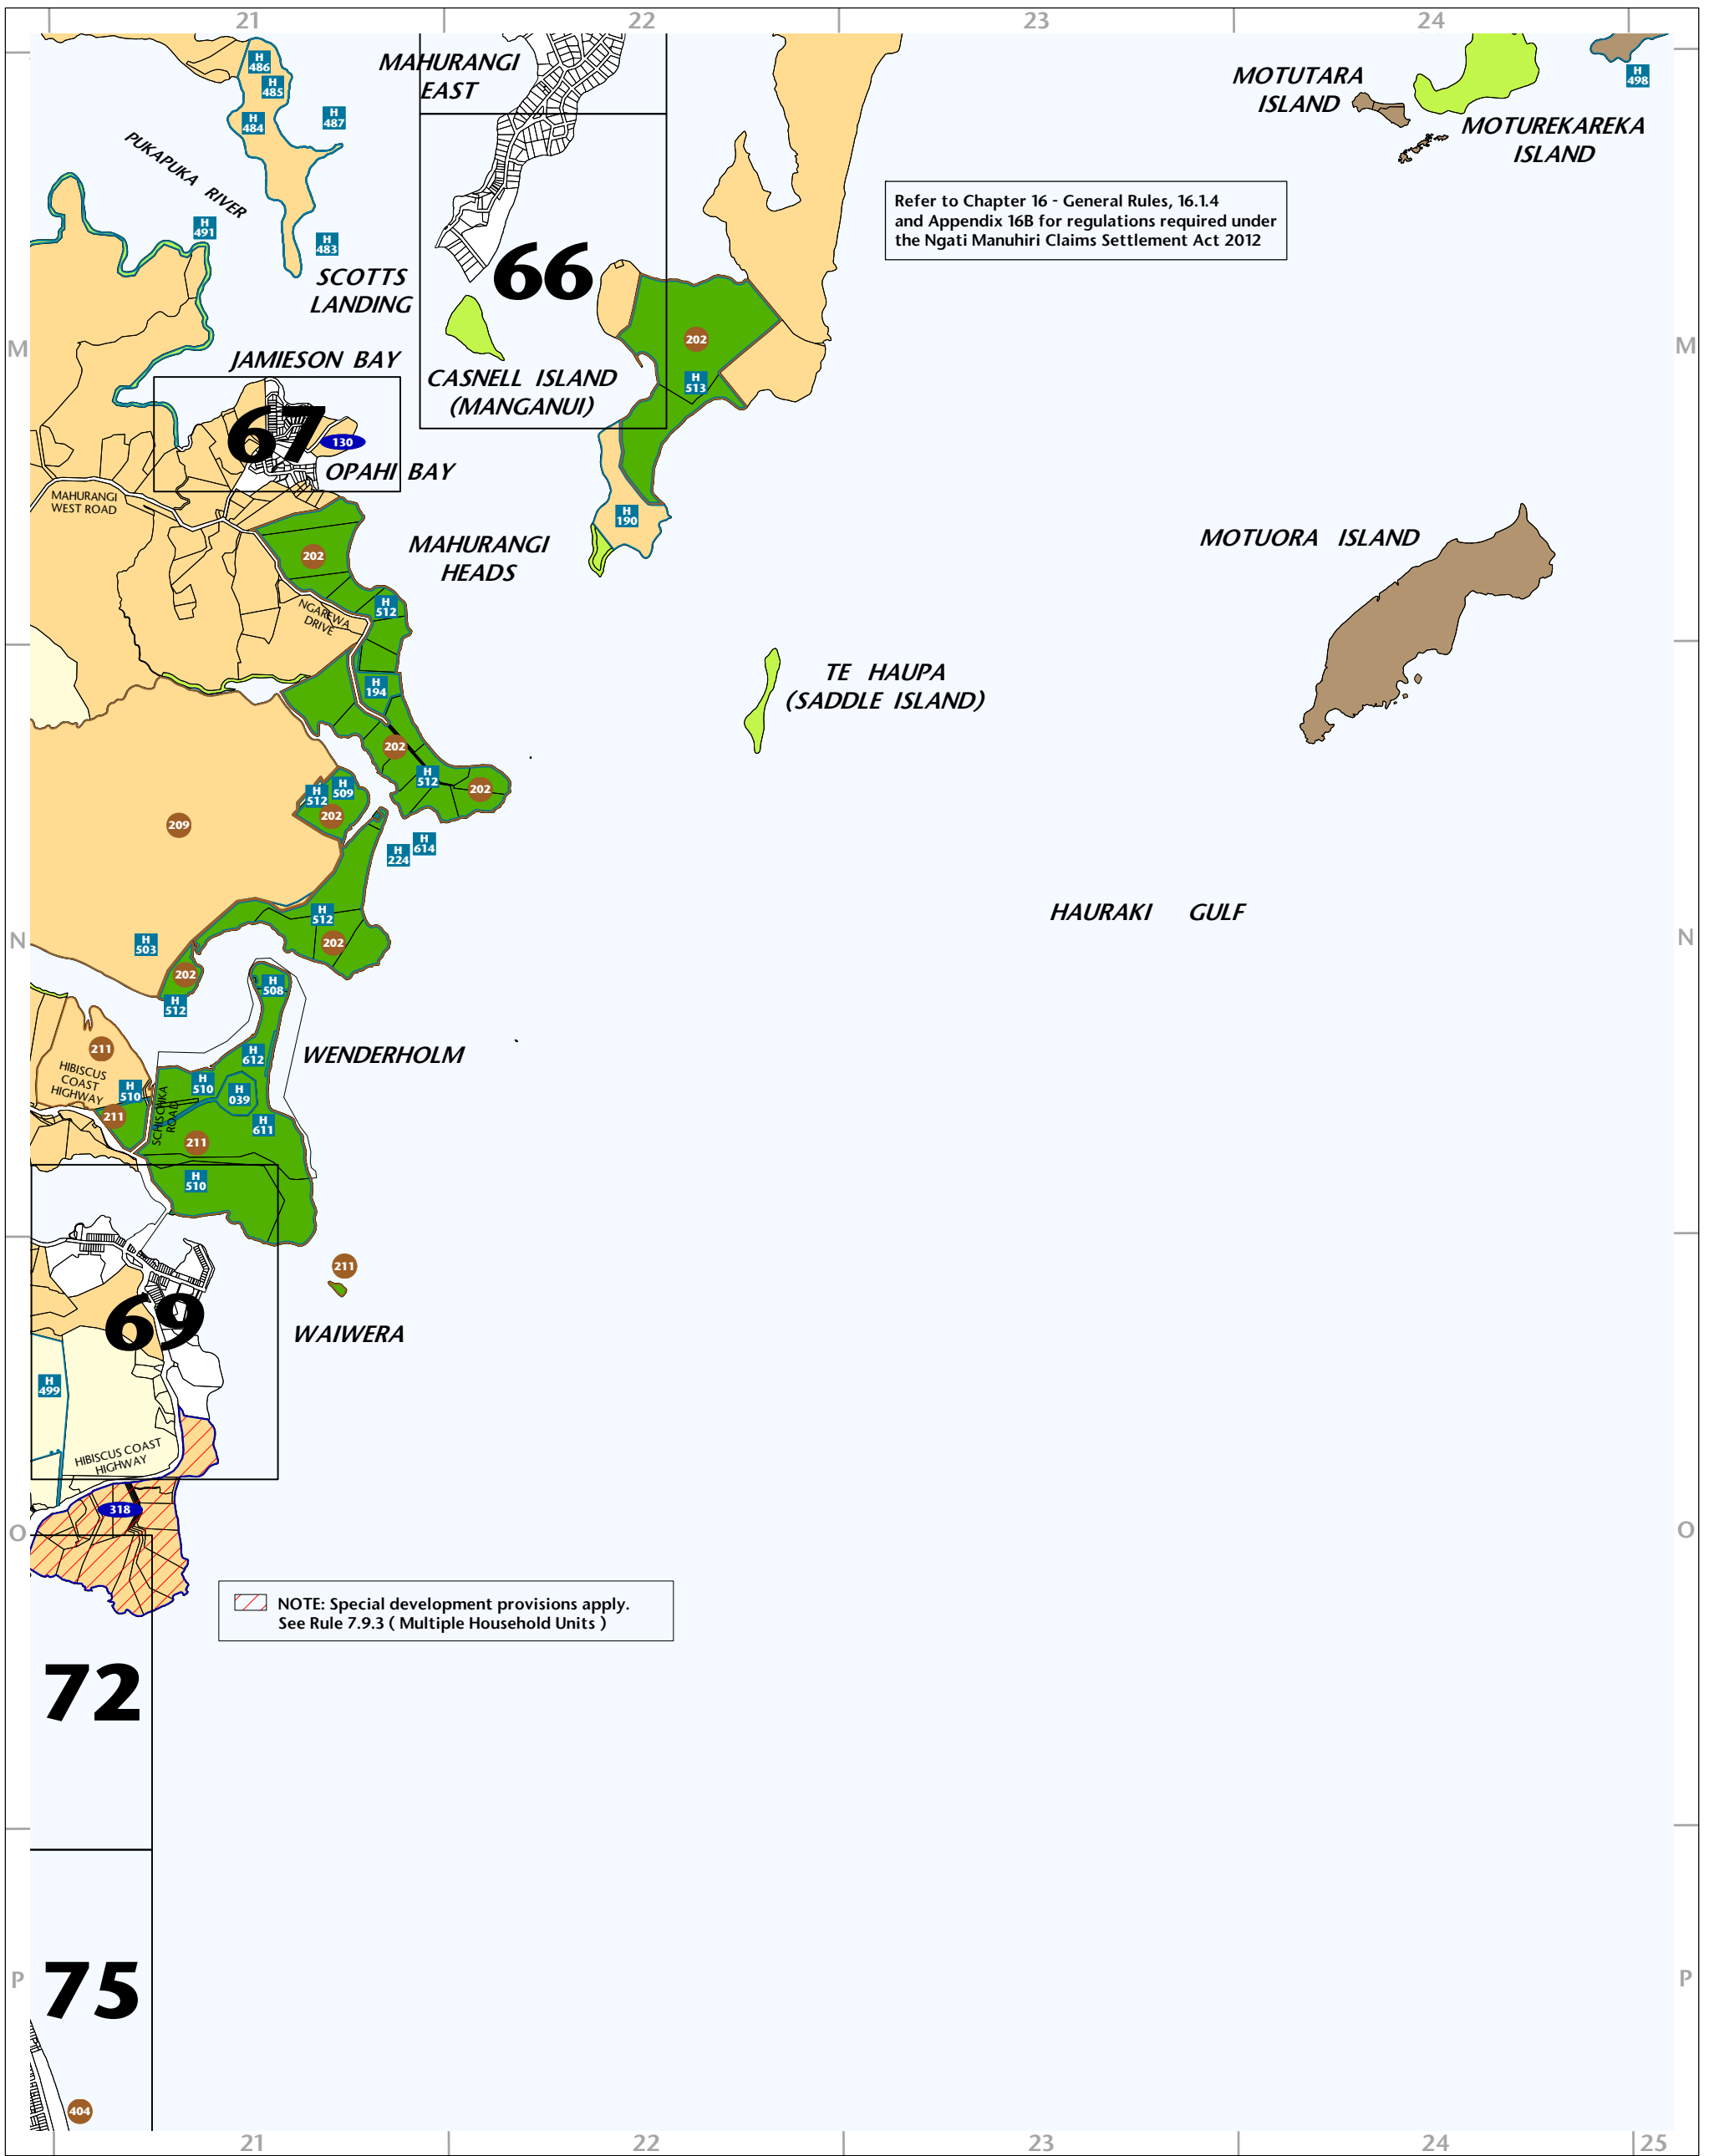 21
22
23
24
H
486
H
485
H
484
H
487
MAHURANGI
EAST
MOTUTARA
ISLAND
H
498
MOTUREKAREKA
ISLAND
PUKAPUKA RIVER
H
491
H
483
Refer to Chapter 16 - General Rules, 16.1.4
and Appendix 16B for regulations required under
the Ngati Manuhiri Claims Settlement Act 2012
SCOTTS
LANDING
66
M
M
202
JAMIESON BAY
CASNELL ISLAND
(MANGANUI)
H
513
67
130
OPAHI BAY
MAHURANGI
WEST ROAD
H
190
MAHURANGI
HEADS
MOTUORA ISLAND
202
H
512
NGAREWA
DRIVE
TE HAUPA
(SADDLE ISLAND)
H
194
202
H
512
202
H
509
H
512
202
209
H
614
H
224
HAURAKI GULF
H
512
202
N
N
H
503
202
H
512
H
508
WENDERHOLM
211
H
612
HIBISCUS
COAST
HIGHWAY
H
510
H
510
H
039
211
SCHISCHKA
ROAD
H
611
211
H
510
211
69
WAIWERA
H
499
HIBISCUS COAST
HIGHWAY
318
O
O
NOTE: Special development provisions apply.
See Rule 7.9.3 ( Multiple Household Units )
72
75
P
P
404
21
22
23
24
25